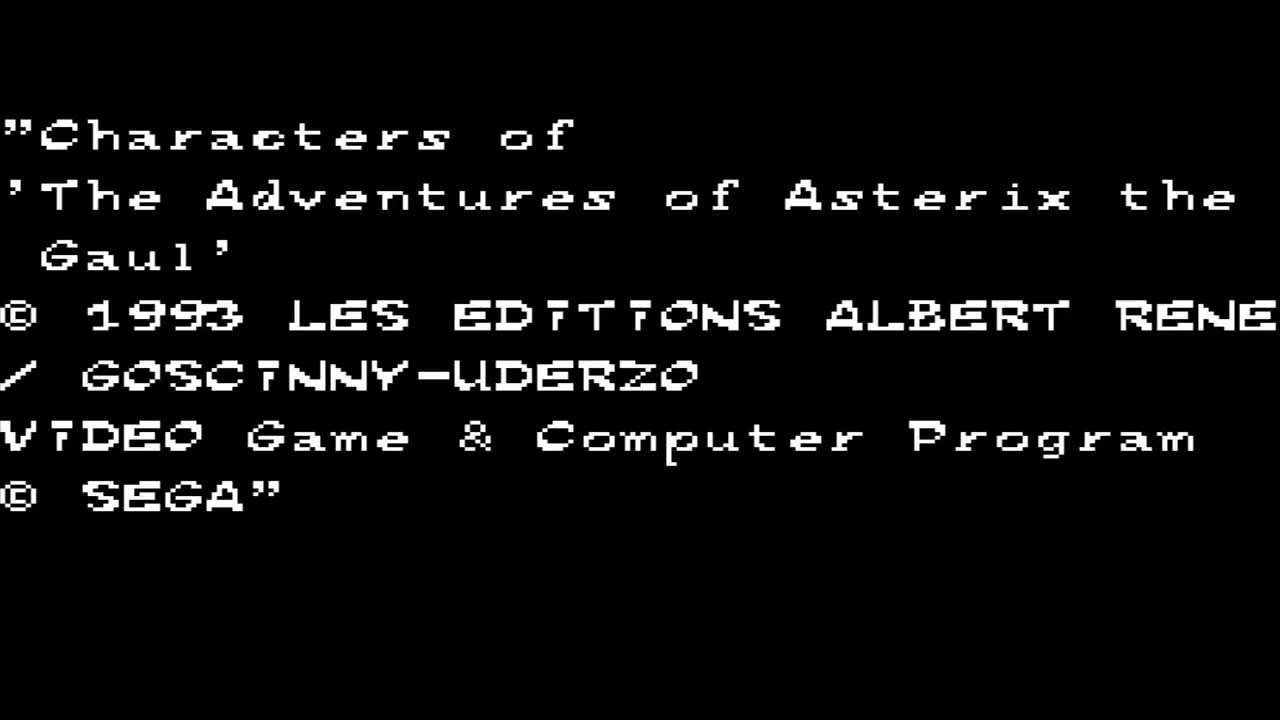 "Characters of
'The Adventures of Asterix the
Gaul'
© 1993 LES EDiTiONS ALBERT RENE
/ GOSCiNNY-UDERZO
ViDEO Game & Computer Program
© SEGA"